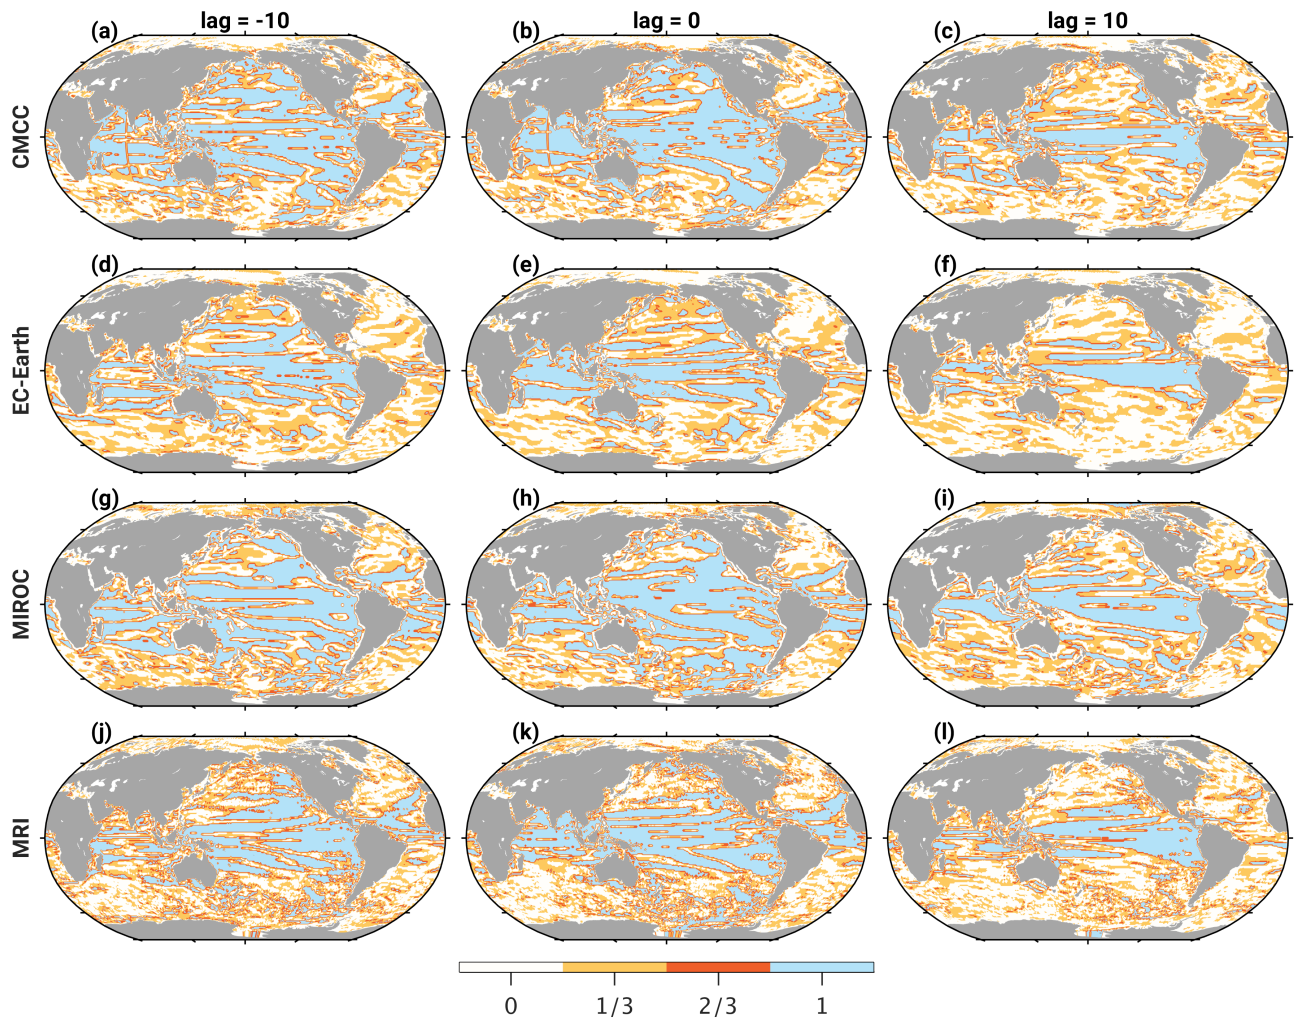 lag = -10 lag = 0 lag = 10
(a) (b) (c)
CMCC
(d) (e) (f)
EC-Earth
(g) (h) (i)
MIROC
(j) (k) (l)
MRI
0 1/3 2/3 1